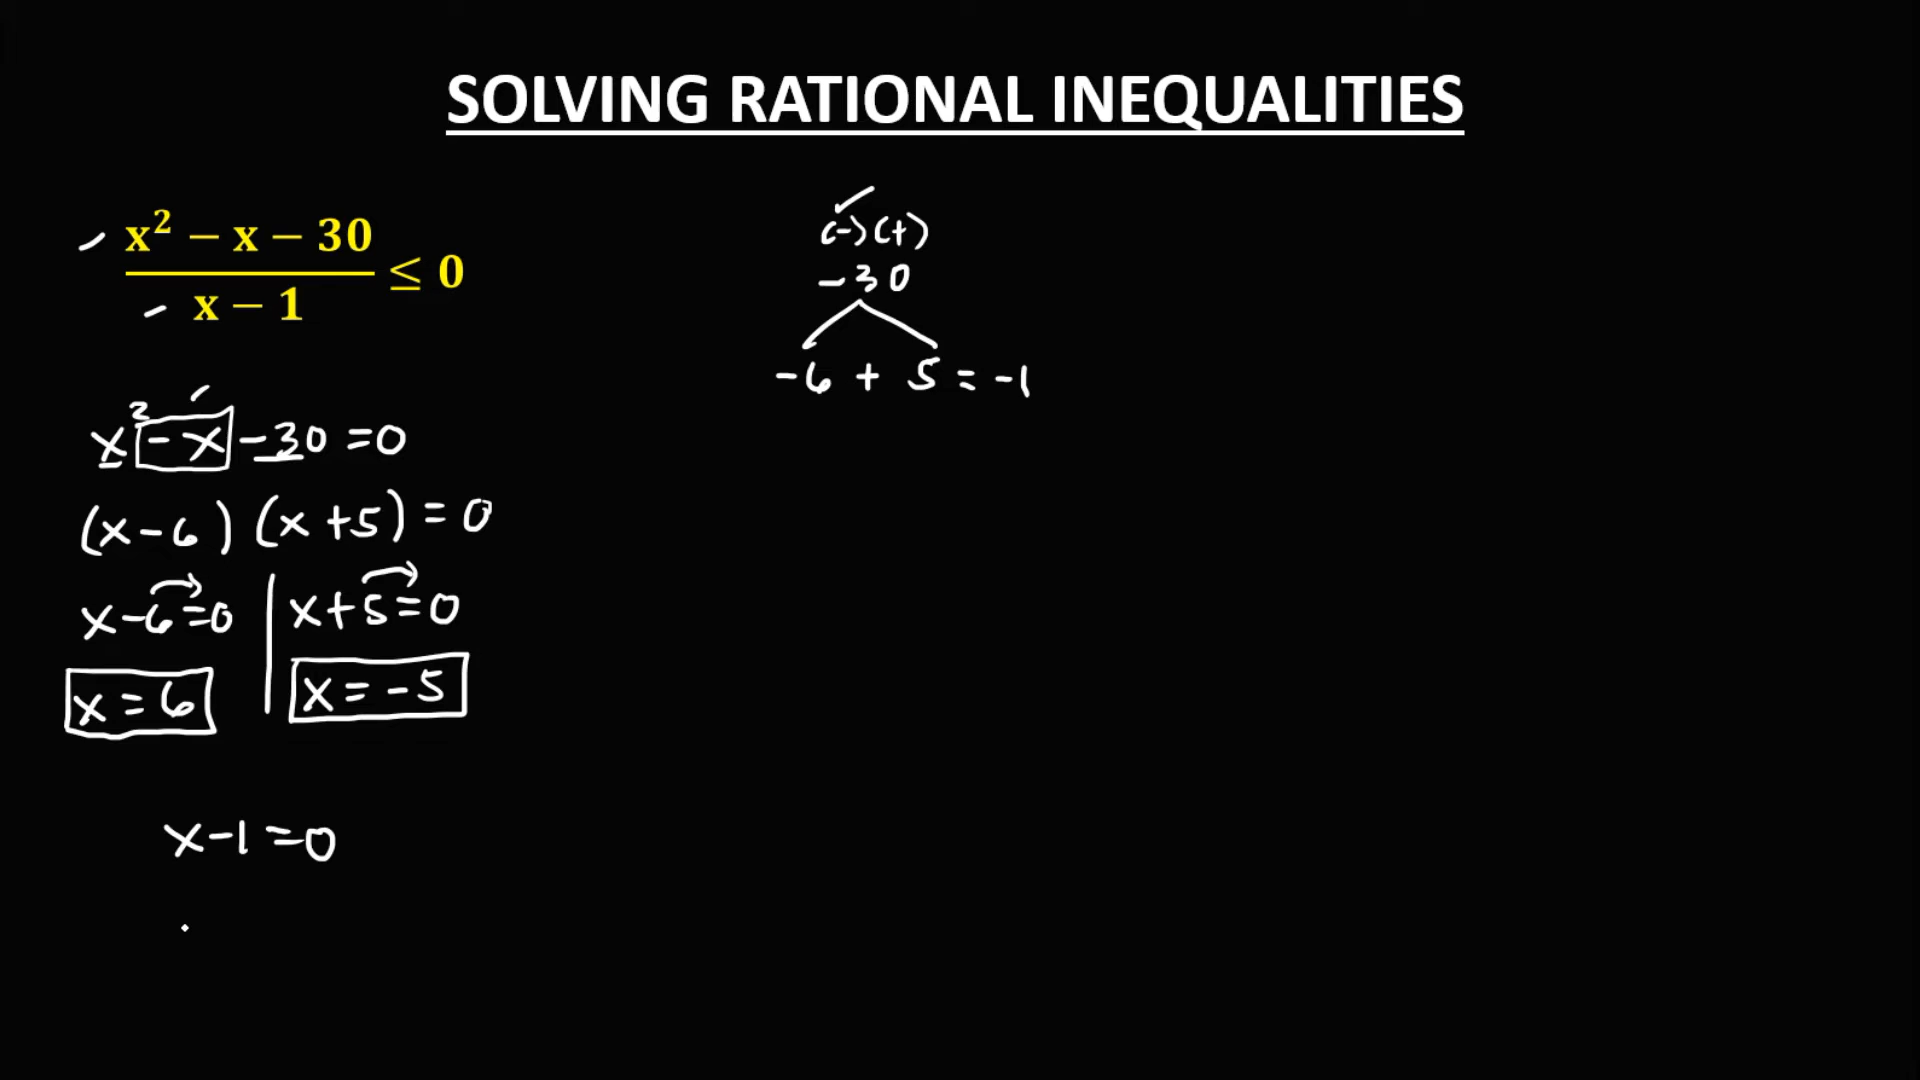 SOLVING RATIONAL INEQUALITIES
x² − x − 30
x − 1
≤ 0
(-)(+)
-30
-6 + 5 = -1
x² - x - 30 = 0
(x - 6) (x + 5) = 0
x - 6 = 0 | x + 5 = 0
x = 6 | x = -5
x - 1 = 0